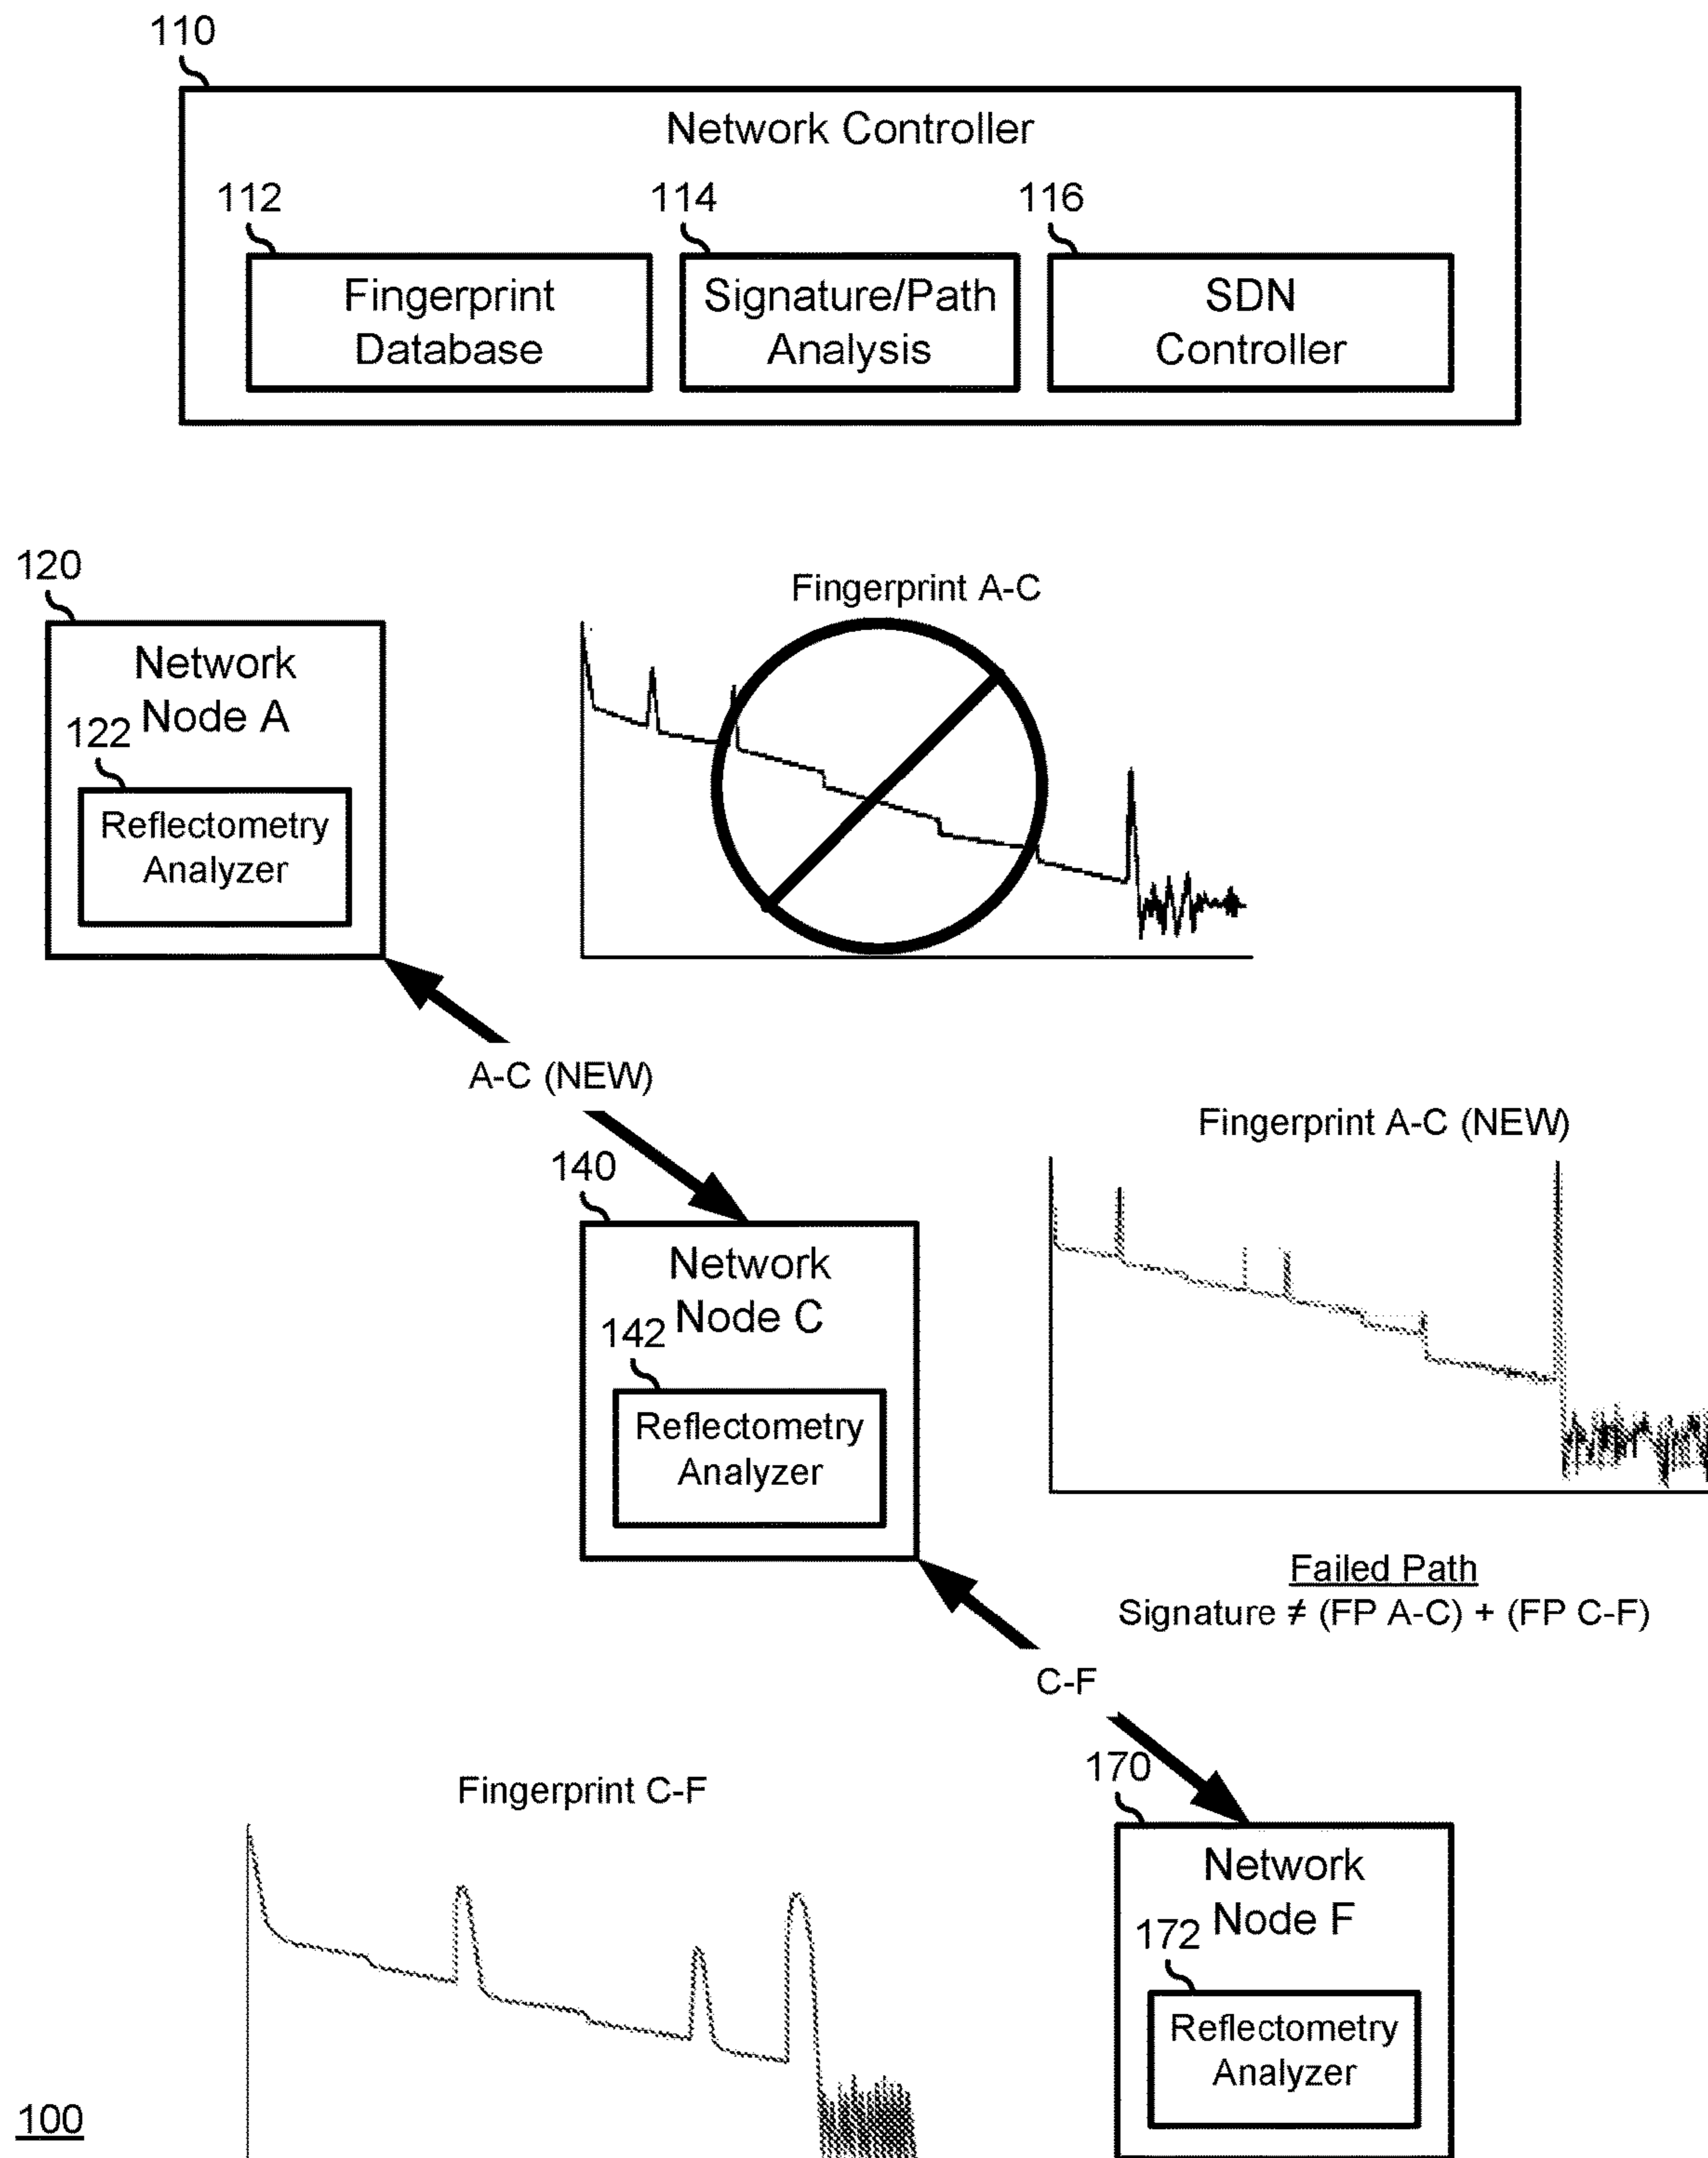 110
Network Controller
112
114
116
Fingerprint
Database
Signature/Path
Analysis
SDN
Controller
120
Network
Node A
122
Reflectometry
Analyzer
Fingerprint A-C
A-C (NEW)
140
Network
Node C
142
Reflectometry
Analyzer
Fingerprint A-C (NEW)
Failed Path
Signature ≠ (FP A-C) + (FP C-F)
C-F
170
Network
Node F
172
Reflectometry
Analyzer
Fingerprint C-F
100